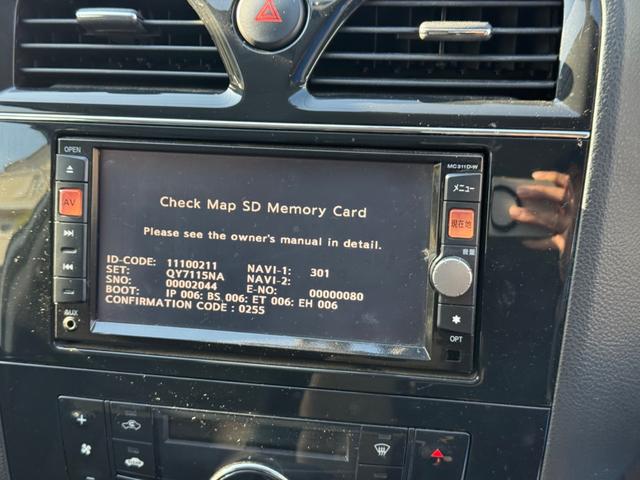 OPEN
MC311D-W
AV
メニュー
現在地
音量
AUX
OPT
Check Map SD Memory Card
Please see the owner's manual in detail.
ID-CODE: 11100211
SET: QY7115NA NAVI-1: 301
SNO: 00002044 NAVI-2:
BOOT: E-NO: 00000080
IP 006: BS 006: ET 006: EH 006
CONFIRMATION CODE : 0255